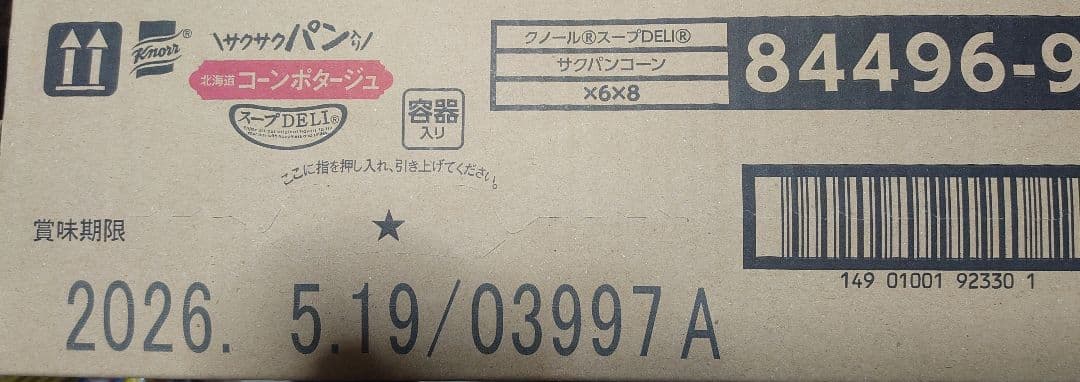 Knorr
\サクサクパン入り/
北海道 コーンポタージュ
スープDELI®
容器
入り
クノール®スープDELI®
サクパンコーン
×6×8
84496-9
ここに指を押し入れ、引き上げてください。
賞味期限
★
149 01001 92330 1
2026. 5.19/03997A